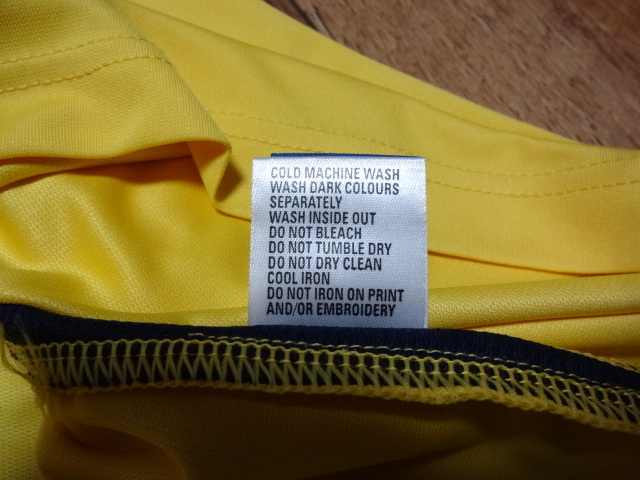 COLD MACHINE WASH
WASH DARK COLOURS
SEPARATELY
WASH INSIDE OUT
DO NOT BLEACH
DO NOT TUMBLE DRY
DO NOT DRY CLEAN
COOL IRON
DO NOT IRON ON PRINT
AND/OR EMBROIDERY